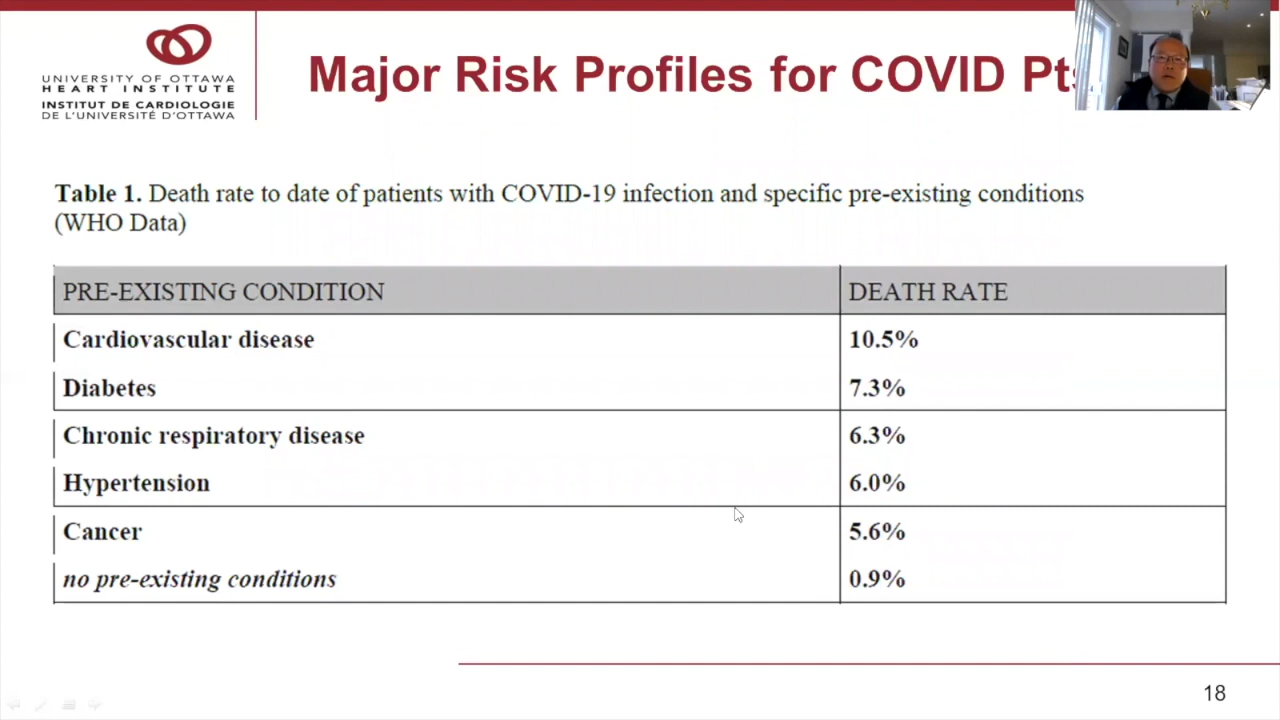 UNIVERSITY OF OTTAWA
HEART INSTITUTE
INSTITUT DE CARDIOLOGIE
DE L'UNIVERSITÉ D'OTTAWA
Major Risk Profiles for COVID Pts
Table 1. Death rate to date of patients with COVID-19 infection and specific pre-existing conditions
(WHO Data)
PRE-EXISTING CONDITION DEATH RATE
Cardiovascular disease 10.5%
Diabetes 7.3%
Chronic respiratory disease 6.3%
Hypertension 6.0%
Cancer 5.6%
no pre-existing conditions 0.9%
18